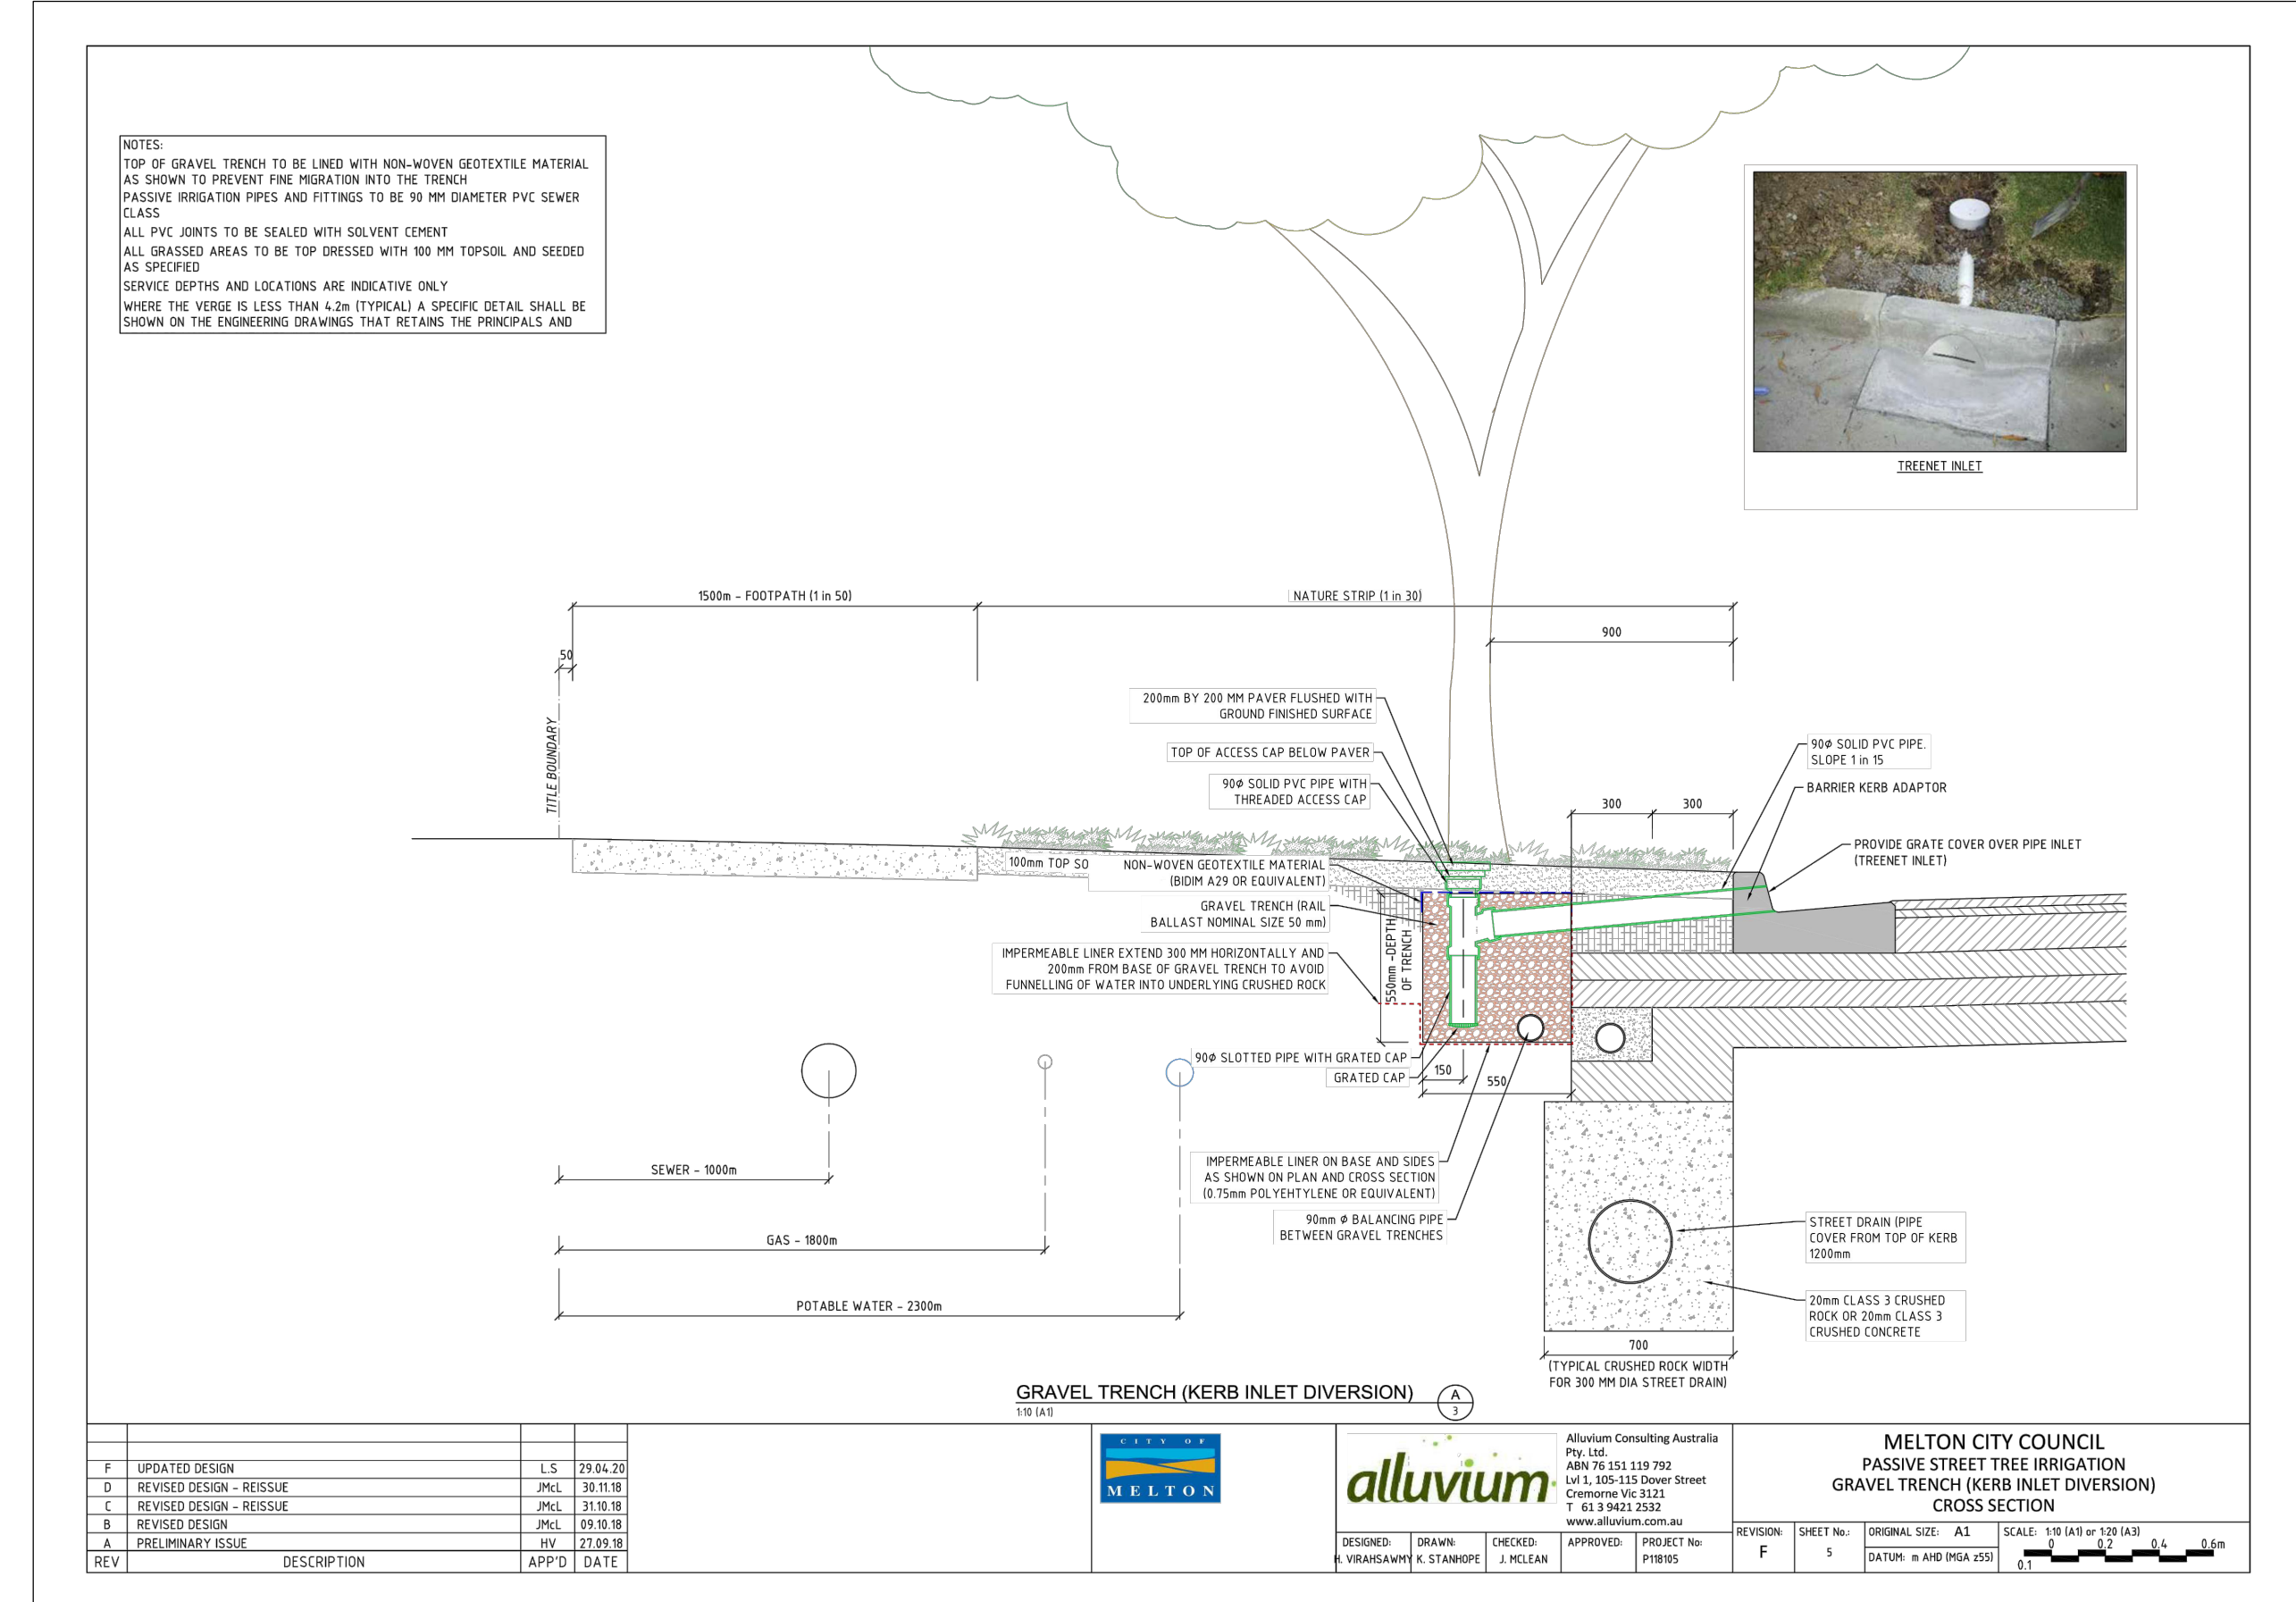 NOTES:
TOP OF GRAVEL TRENCH TO BE LINED WITH NON-WOVEN GEOTEXTILE MATERIAL
AS SHOWN TO PREVENT FINE MIGRATION INTO THE TRENCH
PASSIVE IRRIGATION PIPES AND FITTINGS TO BE 90 MM DIAMETER PVC SEWER
CLASS
ALL PVC JOINTS TO BE SEALED WITH SOLVENT CEMENT
ALL GRASSED AREAS TO BE TOP DRESSED WITH 100 MM TOPSOIL AND SEEDED
AS SPECIFIED
SERVICE DEPTHS AND LOCATIONS ARE INDICATIVE ONLY
WHERE THE VERGE IS LESS THAN 4.2m (TYPICAL) A SPECIFIC DETAIL SHALL BE
SHOWN ON THE ENGINEERING DRAWINGS THAT RETAINS THE PRINCIPALS AND
TREENET INLET
1500m - FOOTPATH (1 in 50)
NATURE STRIP (1 in 30)
900
50
TITLE BOUNDARY
200mm BY 200 MM PAVER FLUSHED WITH
GROUND FINISHED SURFACE
TOP OF ACCESS CAP BELOW PAVER
90Ø SOLID PVC PIPE WITH
THREADED ACCESS CAP
90Ø SOLID PVC PIPE.
SLOPE 1 in 15
BARRIER KERB ADAPTOR
300
300
PROVIDE GRATE COVER OVER PIPE INLET
(TREENET INLET)
100mm TOP SO
NON-WOVEN GEOTEXTILE MATERIAL
(BIDIM A29 OR EQUIVALENT)
GRAVEL TRENCH (RAIL
BALLAST NOMINAL SIZE 50 mm)
550mm -DEPTH
OF TRENCH
IMPERMEABLE LINER EXTEND 300 MM HORIZONTALLY AND
200mm FROM BASE OF GRAVEL TRENCH TO AVOID
FUNNELLING OF WATER INTO UNDERLYING CRUSHED ROCK
90Ø SLOTTED PIPE WITH GRATED CAP
GRATED CAP
150
550
SEWER - 1000m
IMPERMEABLE LINER ON BASE AND SIDES
AS SHOWN ON PLAN AND CROSS SECTION
(0.75mm POLYEHTYLENE OR EQUIVALENT)
90mm Ø BALANCING PIPE
BETWEEN GRAVEL TRENCHES
GAS - 1800m
POTABLE WATER - 2300m
STREET DRAIN (PIPE
COVER FROM TOP OF KERB
1200mm
20mm CLASS 3 CRUSHED
ROCK OR 20mm CLASS 3
CRUSHED CONCRETE
700
(TYPICAL CRUSHED ROCK WIDTH
FOR 300 MM DIA STREET DRAIN)
GRAVEL TRENCH (KERB INLET DIVERSION)
A
3
1:10 (A1)
F UPDATED DESIGN L.S 29.04.20
D REVISED DESIGN - REISSUE JMcL 30.11.18
C REVISED DESIGN - REISSUE JMcL 31.10.18
B REVISED DESIGN JMcL 09.10.18
A PRELIMINARY ISSUE HV 27.09.18
REV DESCRIPTION APP'D DATE
CITY OF
MELTON
alluvium
Alluvium Consulting Australia
Pty. Ltd.
ABN 76 151 119 792
Lvl 1, 105-115 Dover Street
Cremorne Vic 3121
T 61 3 9421 2532
www.alluvium.com.au
DESIGNED: DRAWN: CHECKED: APPROVED: PROJECT No:
H. VIRAHSAWMY K. STANHOPE J. MCLEAN P118105
MELTON CITY COUNCIL
PASSIVE STREET TREE IRRIGATION
GRAVEL TRENCH (KERB INLET DIVERSION)
CROSS SECTION
REVISION: F
SHEET No.: 5
ORIGINAL SIZE: A1
DATUM: m AHD (MGA z55)
SCALE: 1:10 (A1) or 1:20 (A3)
0 0.2 0.4 0.6m
0.1